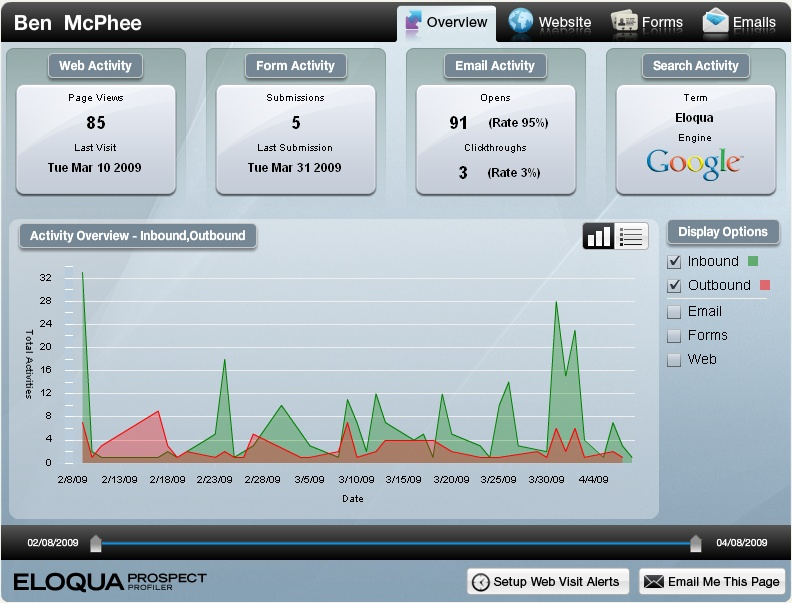 Ben McPhee
Overview
Website
Forms
Emails
Web Activity
Page Views
85
Last Visit
Tue Mar 10 2009
Form Activity
Submissions
5
Last Submission
Tue Mar 31 2009
Email Activity
Opens
91 (Rate 95%)
Clickthroughs
3 (Rate 3%)
Search Activity
Term
Eloqua
Engine
Google
Activity Overview - Inbound,Outbound
Display Options
Inbound
Outbound
Email
Forms
Web
Total Activities
32
28
24
20
16
12
8
4
0
2/8/09 2/13/09 2/18/09 2/23/09 2/28/09 3/5/09 3/10/09 3/15/09 3/20/09 3/25/09 3/30/09 4/4/09
Date
02/08/2009
04/08/2009
ELOQUA PROSPECT
PROFILER
Setup Web Visit Alerts
Email Me This Page